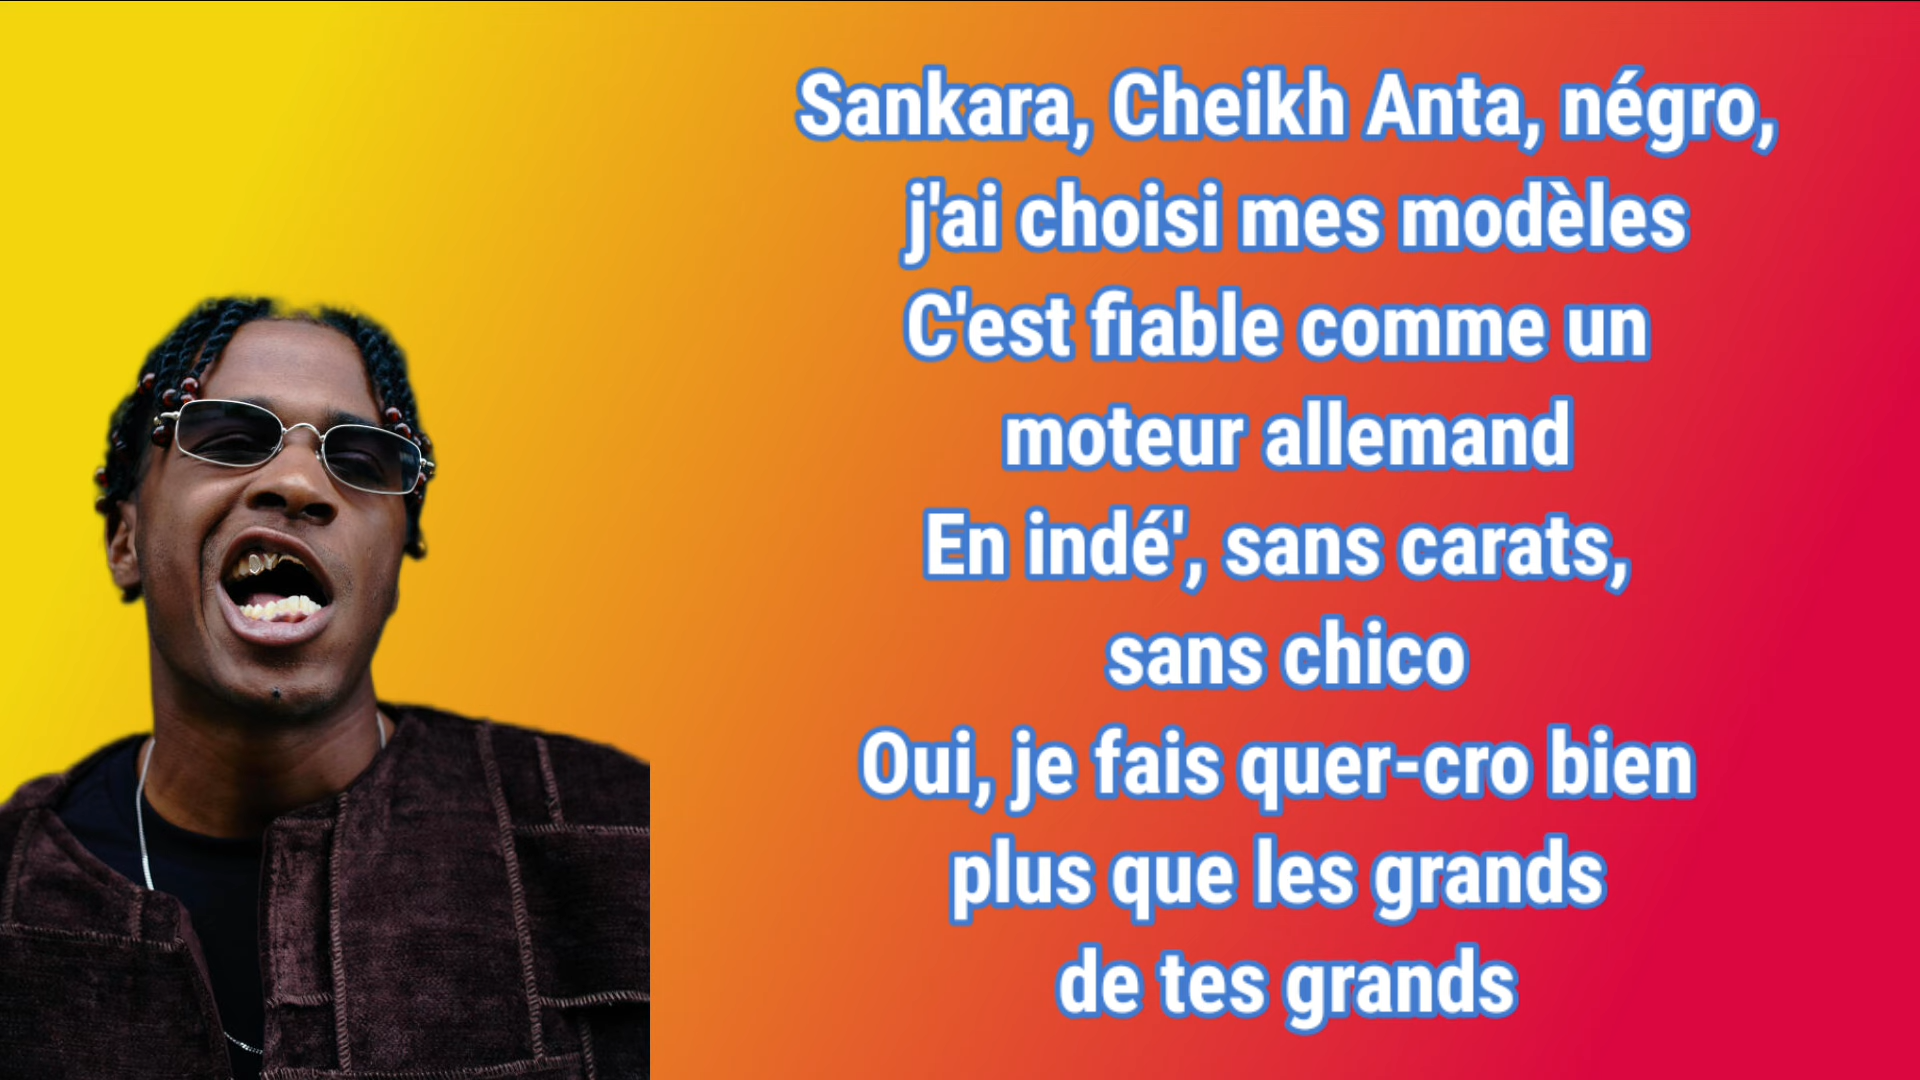 Sankara, Cheikh Anta, négro,
j'ai choisi mes modèles
C'est fiable comme un
moteur allemand
En indé', sans carats,
sans chico
Oui, je fais quer-cro bien
plus que les grands
de tes grands